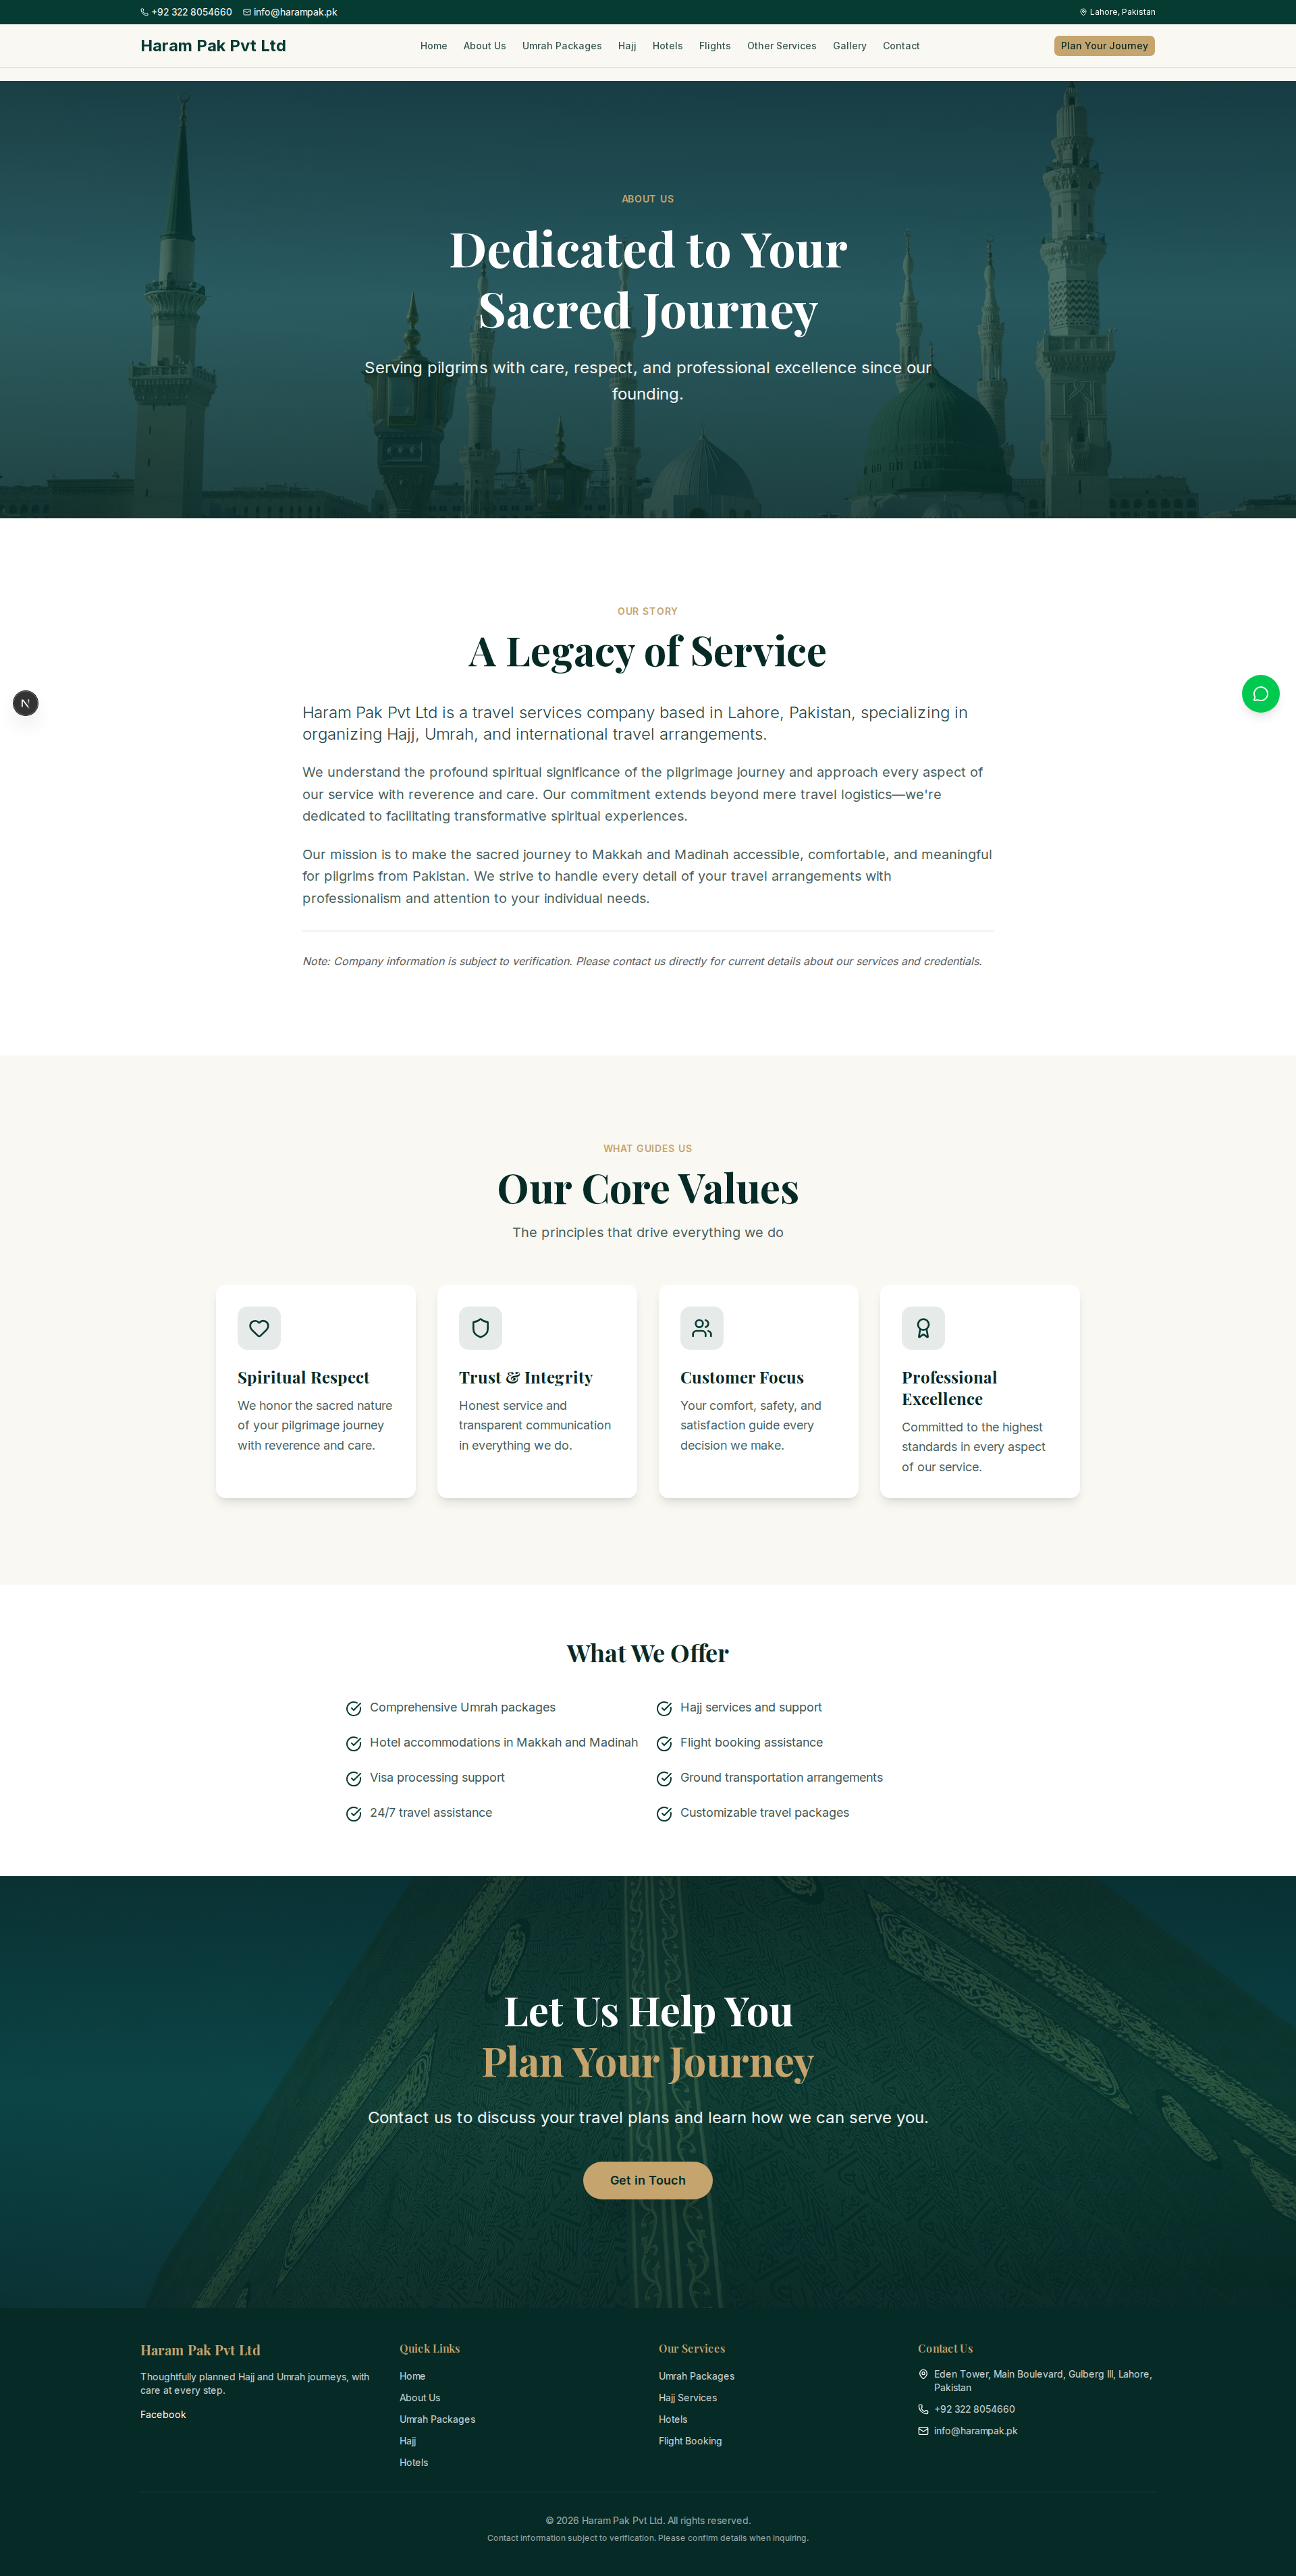 +92 322 8054660 info@harampak.pk Lahore, Pakistan
Haram Pak Pvt Ltd Home About Us Umrah Packages Hajj Hotels Flights Other Services Gallery Contact Plan Your Journey
ABOUT US
Dedicated to Your
Sacred Journey
Serving pilgrims with care, respect, and professional excellence since our
founding.
OUR STORY
A Legacy of Service
N
Haram Pak Pvt Ltd is a travel services company based in Lahore, Pakistan, specializing in
organizing Hajj, Umrah, and international travel arrangements.
We understand the profound spiritual significance of the pilgrimage journey and approach every aspect of
our service with reverence and care. Our commitment extends beyond mere travel logistics—we're
dedicated to facilitating transformative spiritual experiences.
Our mission is to make the sacred journey to Makkah and Madinah accessible, comfortable, and meaningful
for pilgrims from Pakistan. We strive to handle every detail of your travel arrangements with
professionalism and attention to your individual needs.
Note: Company information is subject to verification. Please contact us directly for current details about our services and credentials.
WHAT GUIDES US
Our Core Values
The principles that drive everything we do
Spiritual Respect
We honor the sacred nature
of your pilgrimage journey
with reverence and care.
Trust & Integrity
Honest service and
transparent communication
in everything we do.
Customer Focus
Your comfort, safety, and
satisfaction guide every
decision we make.
Professional
Excellence
Committed to the highest
standards in every aspect
of our service.
What We Offer
Comprehensive Umrah packages
Hajj services and support
Hotel accommodations in Makkah and Madinah
Flight booking assistance
Visa processing support
Ground transportation arrangements
24/7 travel assistance
Customizable travel packages
Let Us Help You
Plan Your Journey
Contact us to discuss your travel plans and learn how we can serve you.
Get in Touch
Haram Pak Pvt Ltd
Thoughtfully planned Hajj and Umrah journeys, with
care at every step.
Facebook
Quick Links
Home
About Us
Umrah Packages
Hajj
Hotels
Our Services
Umrah Packages
Hajj Services
Hotels
Flight Booking
Contact Us
Eden Tower, Main Boulevard, Gulberg III, Lahore,
Pakistan
+92 322 8054660
info@harampak.pk
© 2026 Haram Pak Pvt Ltd. All rights reserved.
Contact information subject to verification. Please confirm details when inquiring.